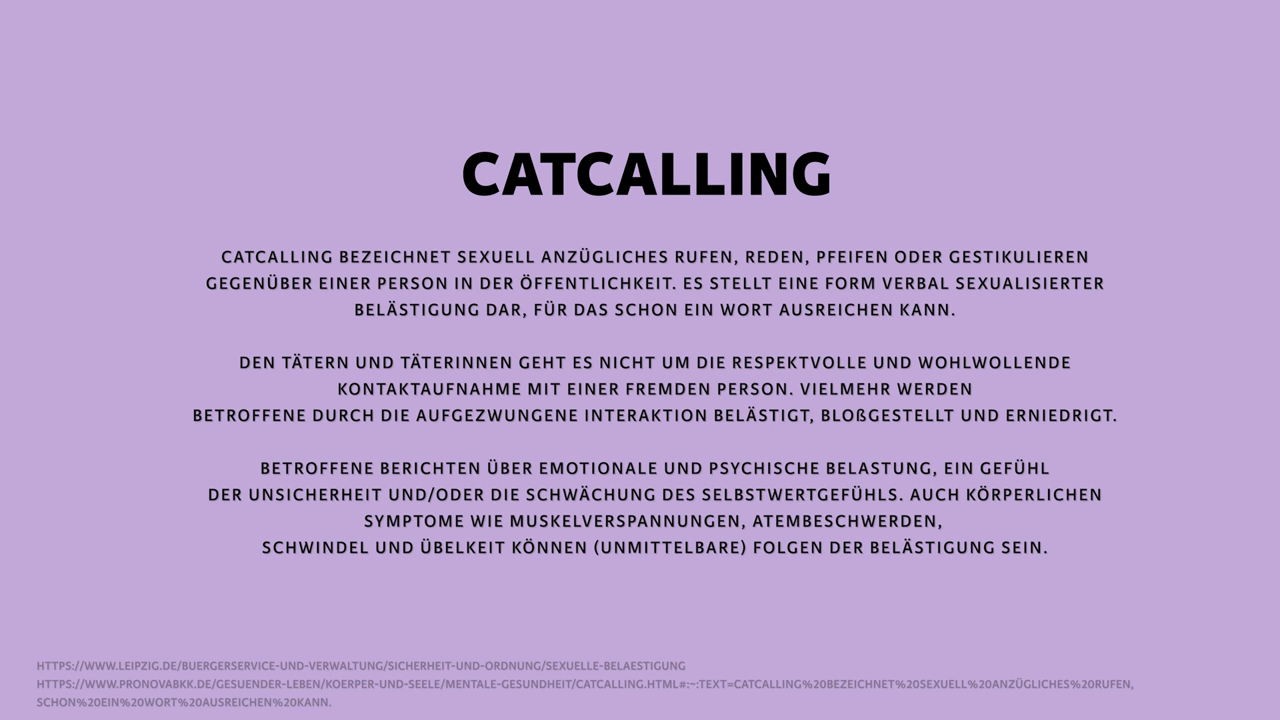 CATCALLING
CATCALLING BEZEICHNET SEXUELL ANZÜGLICHES RUFEN, REDEN, PFEIFEN ODER GESTIKULIEREN
GEGENÜBER EINER PERSON IN DER ÖFFENTLICHKEIT. ES STELLT EINE FORM VERBAL SEXUALISIERTER
BELÄSTIGUNG DAR, FÜR DAS SCHON EIN WORT AUSREICHEN KANN.
DEN TÄTERN UND TÄTERINNEN GEHT ES NICHT UM DIE RESPEKTVOLLE UND WOHLWOLLENDE
KONTAKTAUFNAHME MIT EINER FREMDEN PERSON. VIELMEHR WERDEN
BETROFFENE DURCH DIE AUFGEZWUNGENE INTERAKTION BELÄSTIGT, BLOßGESTELLT UND ERNIEDRIGT.
BETROFFENE BERICHTEN ÜBER EMOTIONALE UND PSYCHISCHE BELASTUNG, EIN GEFÜHL
DER UNSICHERHEIT UND/ODER DIE SCHWÄCHUNG DES SELBSTWERTGEFÜHLS. AUCH KÖRPERLICHEN
SYMPTOME WIE MUSKELVERSPANNUNGEN, ATEMBESCHWERDEN,
SCHWINDEL UND ÜBELKEIT KÖNNEN (UNMITTELBARE) FOLGEN DER BELÄSTIGUNG SEIN.
HTTPS://WWW.LEIPZIG.DE/BUERGERSERVICE-UND-VERWALTUNG/SICHERHEIT-UND-ORDNUNG/SEXUELLE-BELAESTIGUNG
HTTPS://WWW.PRONOVABKK.DE/GESUENDER-LEBEN/KOERPER-UND-SEELE/MENTALE-GESUNDHEIT/CATCALLING.HTML#:~:TEXT=CATCALLING%20BEZEICHNET%20SEXUELL%20ANZÜGLICHES%20RUFEN,
SCHON%20EIN%20WORT%20AUSREICHEN%20KANN.